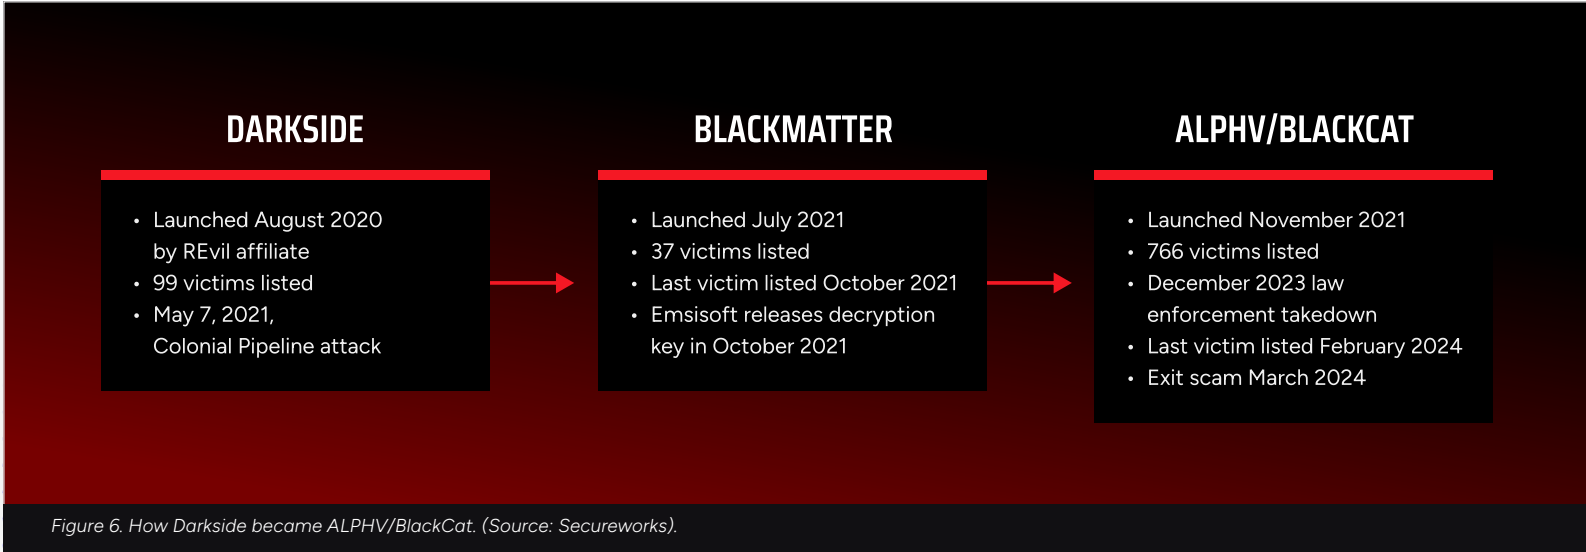 DARKSIDE
• Launched August 2020
by REvil affiliate
• 99 victims listed
• May 7, 2021,
Colonial Pipeline attack
BLACKMATTER
• Launched July 2021
• 37 victims listed
• Last victim listed October 2021
• Emsisoft releases decryption
key in October 2021
ALPHV/BLACKCAT
• Launched November 2021
• 766 victims listed
• December 2023 law
enforcement takedown
• Last victim listed February 2024
• Exit scam March 2024
Figure 6. How Darkside became ALPHV/BlackCat. (Source: Secureworks).